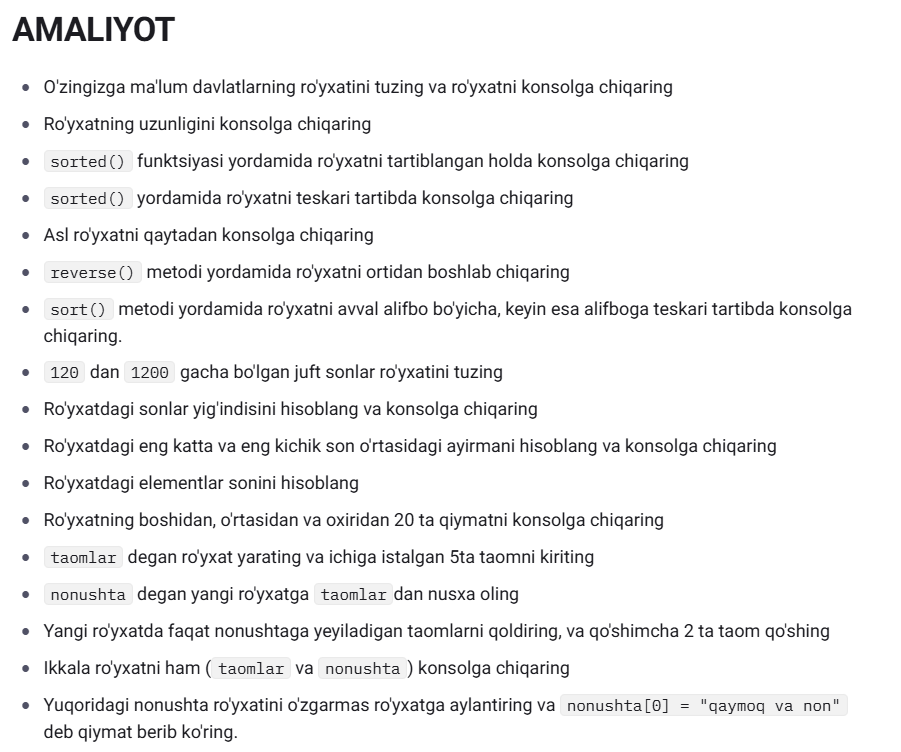 AMALIYOT
O'zingizga ma'lum davlatlarning ro'yxatini tuzing va ro'yxatni konsolga chiqaring
Ro'yxatning uzunligini konsolga chiqaring
sorted() funktsiyasi yordamida ro'yxatni tartiblangan holda konsolga chiqaring
sorted() yordamida ro'yxatni teskari tartibda konsolga chiqaring
Asl ro'yxatni qaytadan konsolga chiqaring
reverse() metodi yordamida ro'yxatni ortidan boshlab chiqaring
sort() metodi yordamida ro'yxatni avval alifbo bo'yicha, keyin esa alifboga teskari tartibda konsolga
chiqaring.
120 dan 1200 gacha bo'lgan juft sonlar ro'yxatini tuzing
Ro'yxatdagi sonlar yig'indisini hisoblang va konsolga chiqaring
Ro'yxatdagi eng katta va eng kichik son o'rtasidagi ayirmani hisoblang va konsolga chiqaring
Ro'yxatdagi elementlar sonini hisoblang
Ro'yxatning boshidan, o'rtasidan va oxiridan 20 ta qiymatni konsolga chiqaring
taomlar degan ro'yxat yarating va ichiga istalgan 5ta taomni kiriting
nonushta degan yangi ro'yxatga taomlar dan nusxa oling
Yangi ro'yxatda faqat nonushtaga yeyiladigan taomlarni qoldiring, va qo'shimcha 2 ta taom qo'shing
Ikkala ro'yxatni ham ( taomlar va nonushta ) konsolga chiqaring
Yuqoridagi nonushta ro'yxatini o'zgarmas ro'yxatga aylantiring va nonushta[0] = "qaymoq va non"
deb qiymat berib ko'ring.